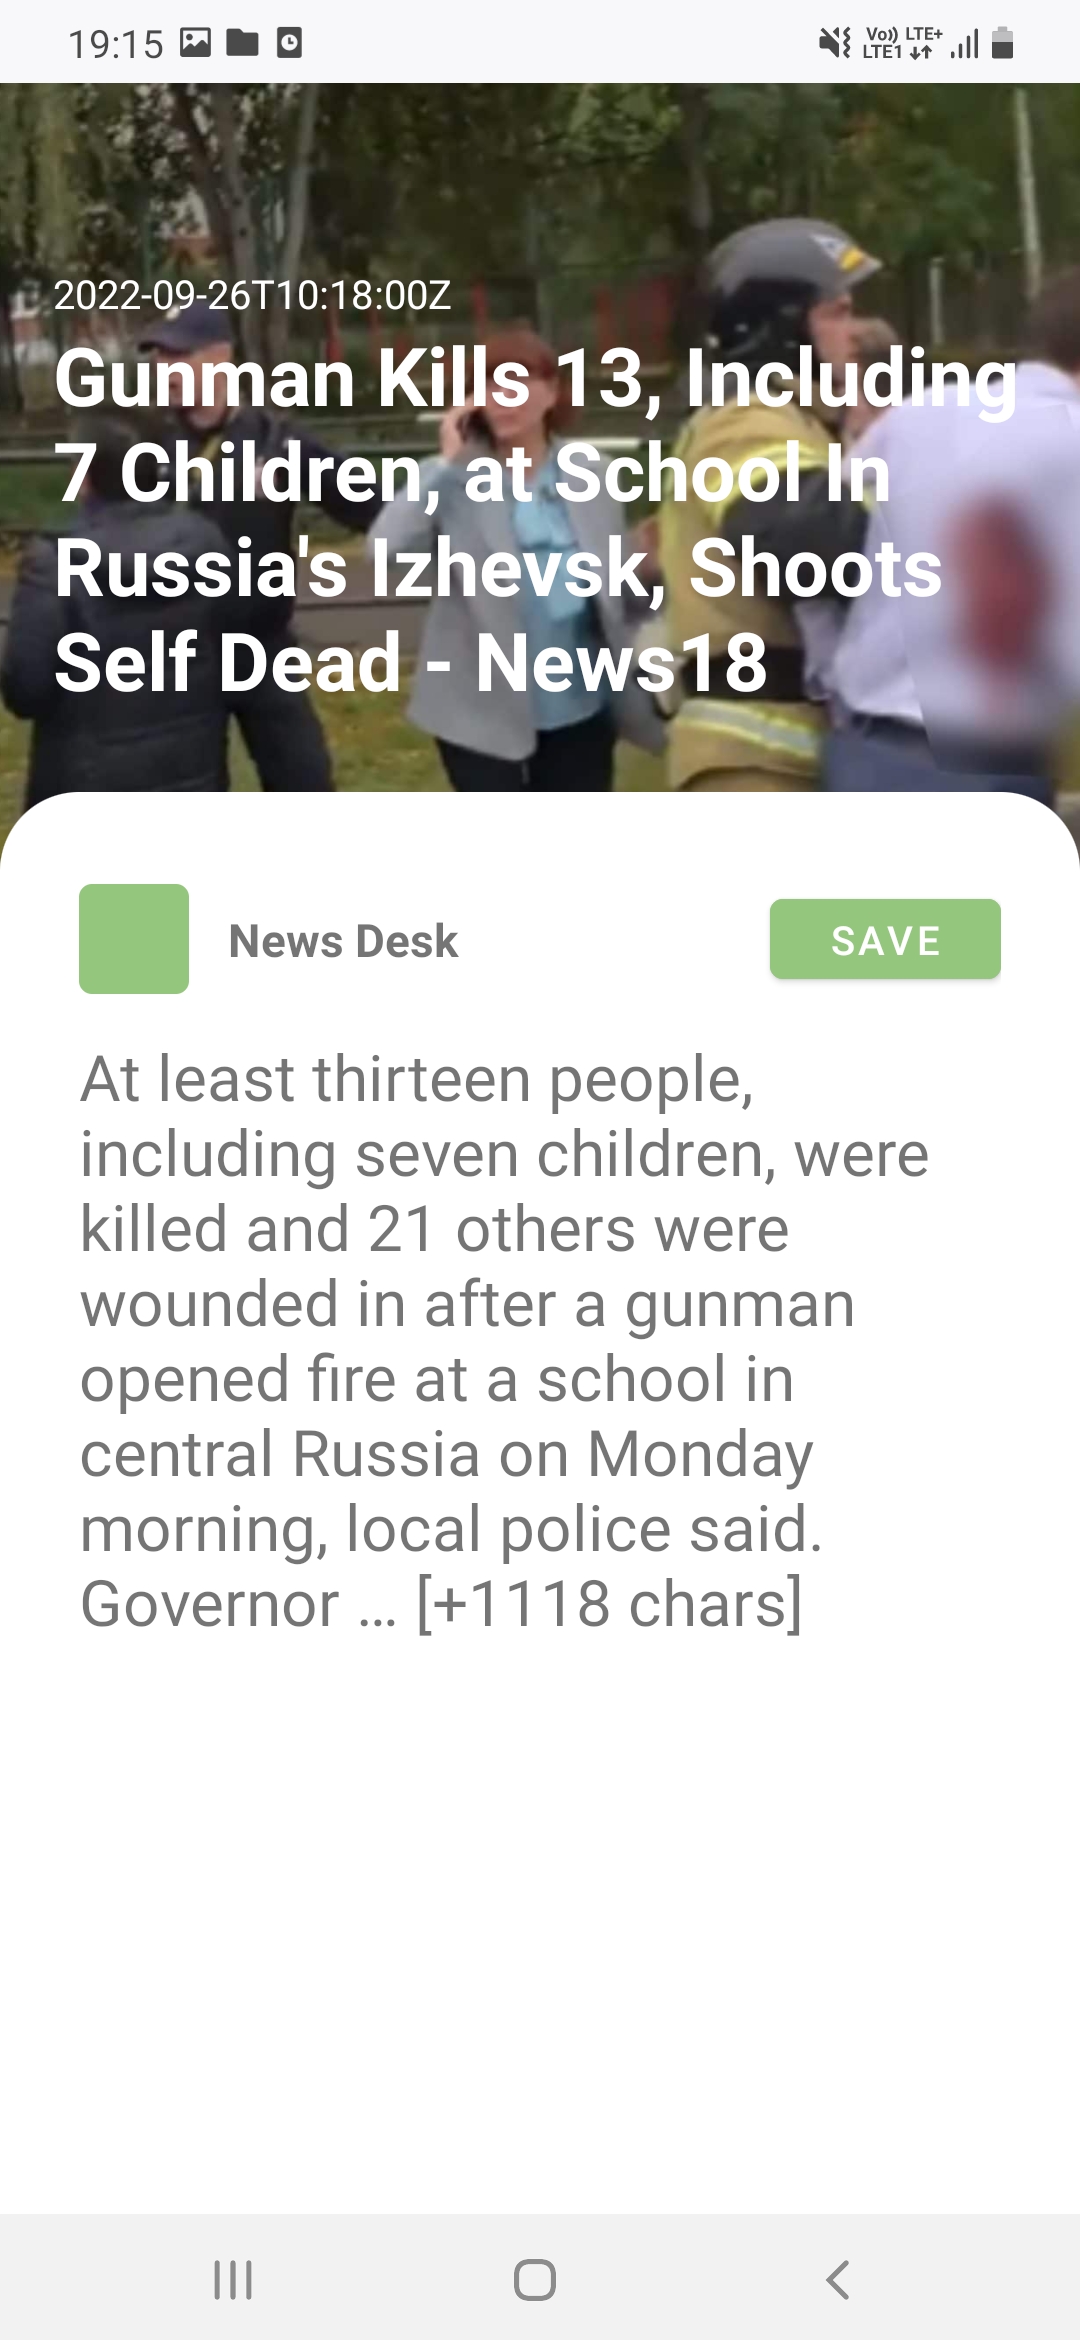 19:15
Vo)) LTE+
LTE1
2022-09-26T10:18:00Z
Gunman Kills 13, Including
7 Children, at School In
Russia's Izhevsk, Shoots
Self Dead - News18
News Desk
SAVE
At least thirteen people,
including seven children, were
killed and 21 others were
wounded in after a gunman
opened fire at a school in
central Russia on Monday
morning, local police said.
Governor … [+1118 chars]